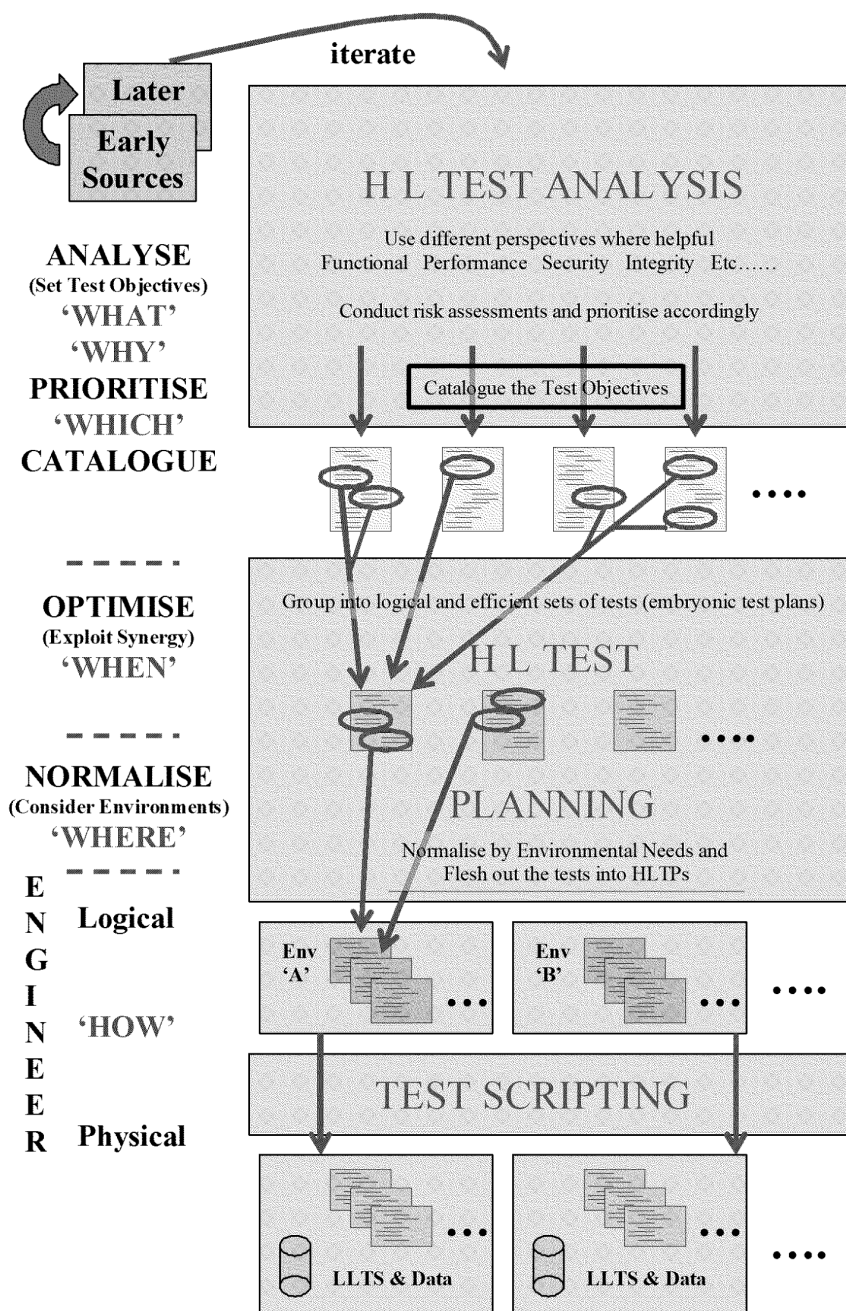 iterate
Later
Early
Sources
H L TEST ANALYSIS
Use different perspectives where helpful
Functional Performance Security Integrity Etc......
Conduct risk assessments and prioritise accordingly
Catalogue the Test Objectives
ANALYSE
(Set Test Objectives)
‘WHAT’
‘WHY’
PRIORITISE
‘WHICH’
CATALOGUE
....
OPTIMISE
(Exploit Synergy)
‘WHEN’
Group into logical and efficient sets of tests (embryonic test plans)
H L TEST
....
PLANNING
Normalise by Environmental Needs and
Flesh out the tests into HLTPs
NORMALISE
(Consider Environments)
‘WHERE’
ENGINEER
Logical
‘HOW’
Physical
Env
‘A’
...
Env
‘B’
...
....
TEST SCRIPTING
...
LLTS & Data
...
LLTS & Data
....